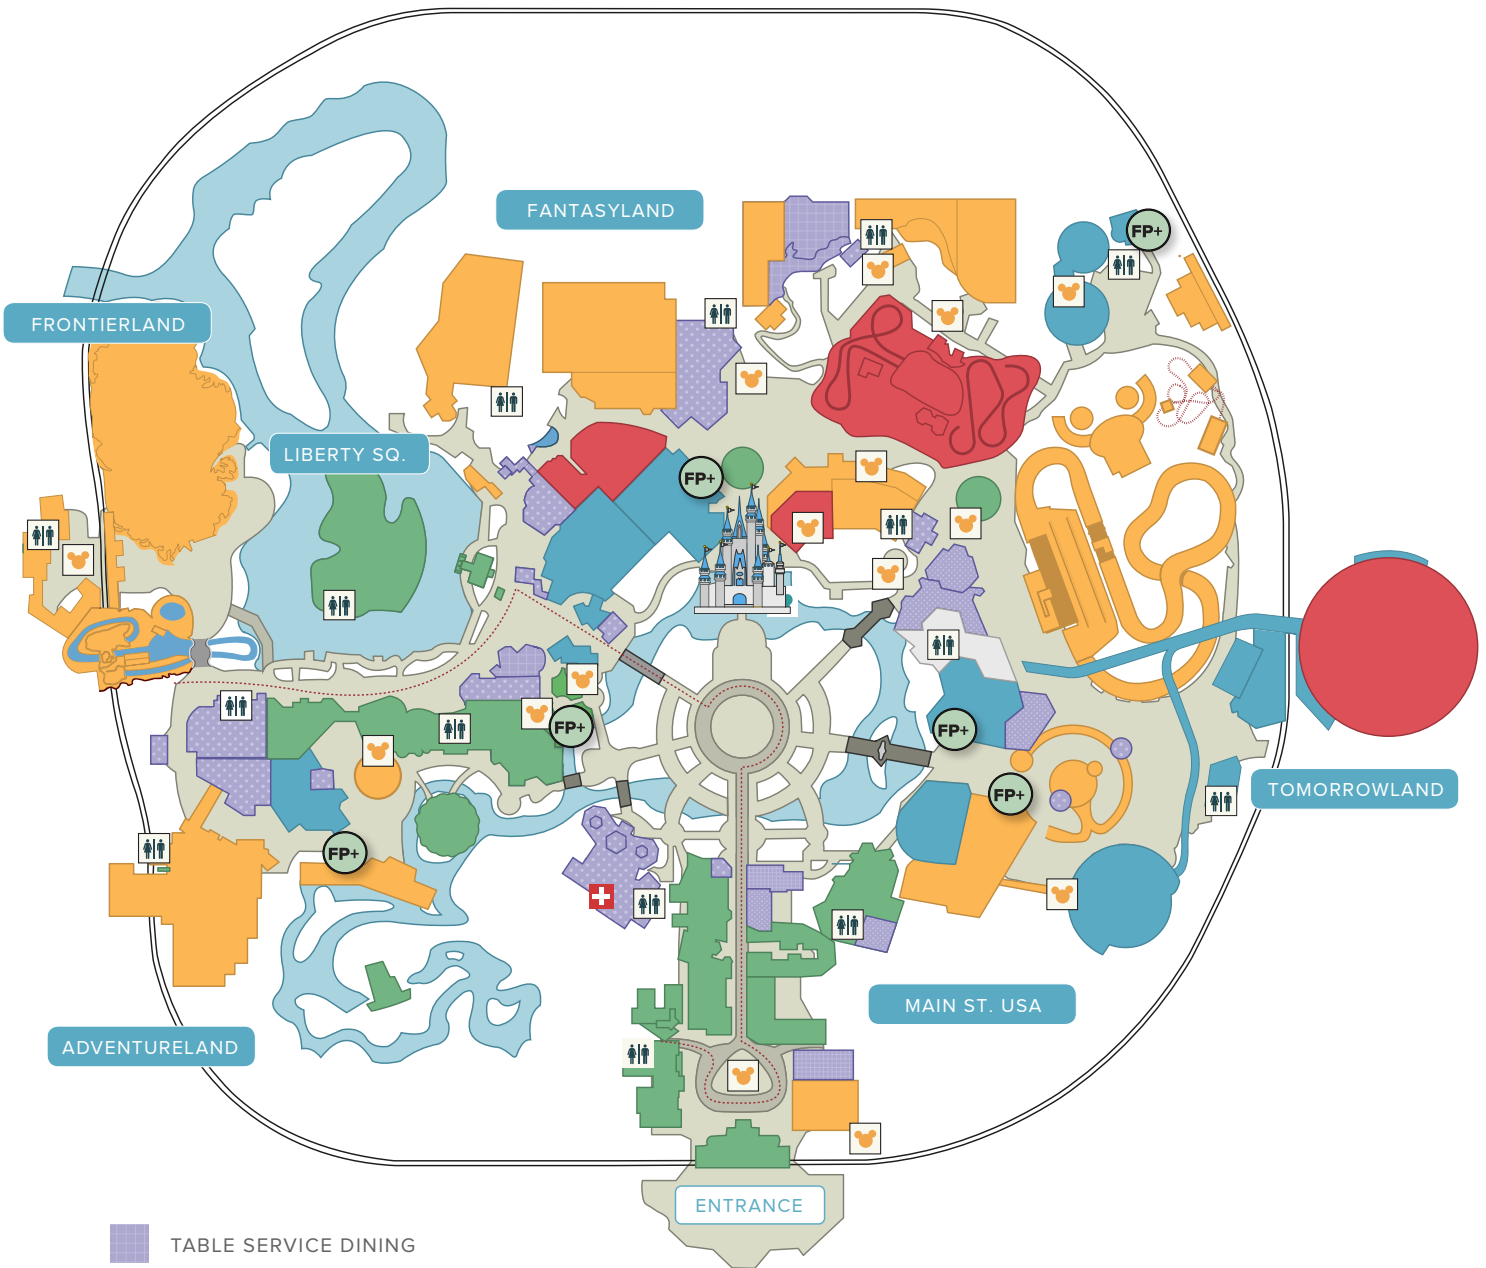 FANTASYLAND
FP+
FRONTIERLAND
LIBERTY SQ.
FP+
FP+
FP+
FP+
TOMORROWLAND
FP+
MAIN ST. USA
ADVENTURELAND
ENTRANCE
TABLE SERVICE DINING